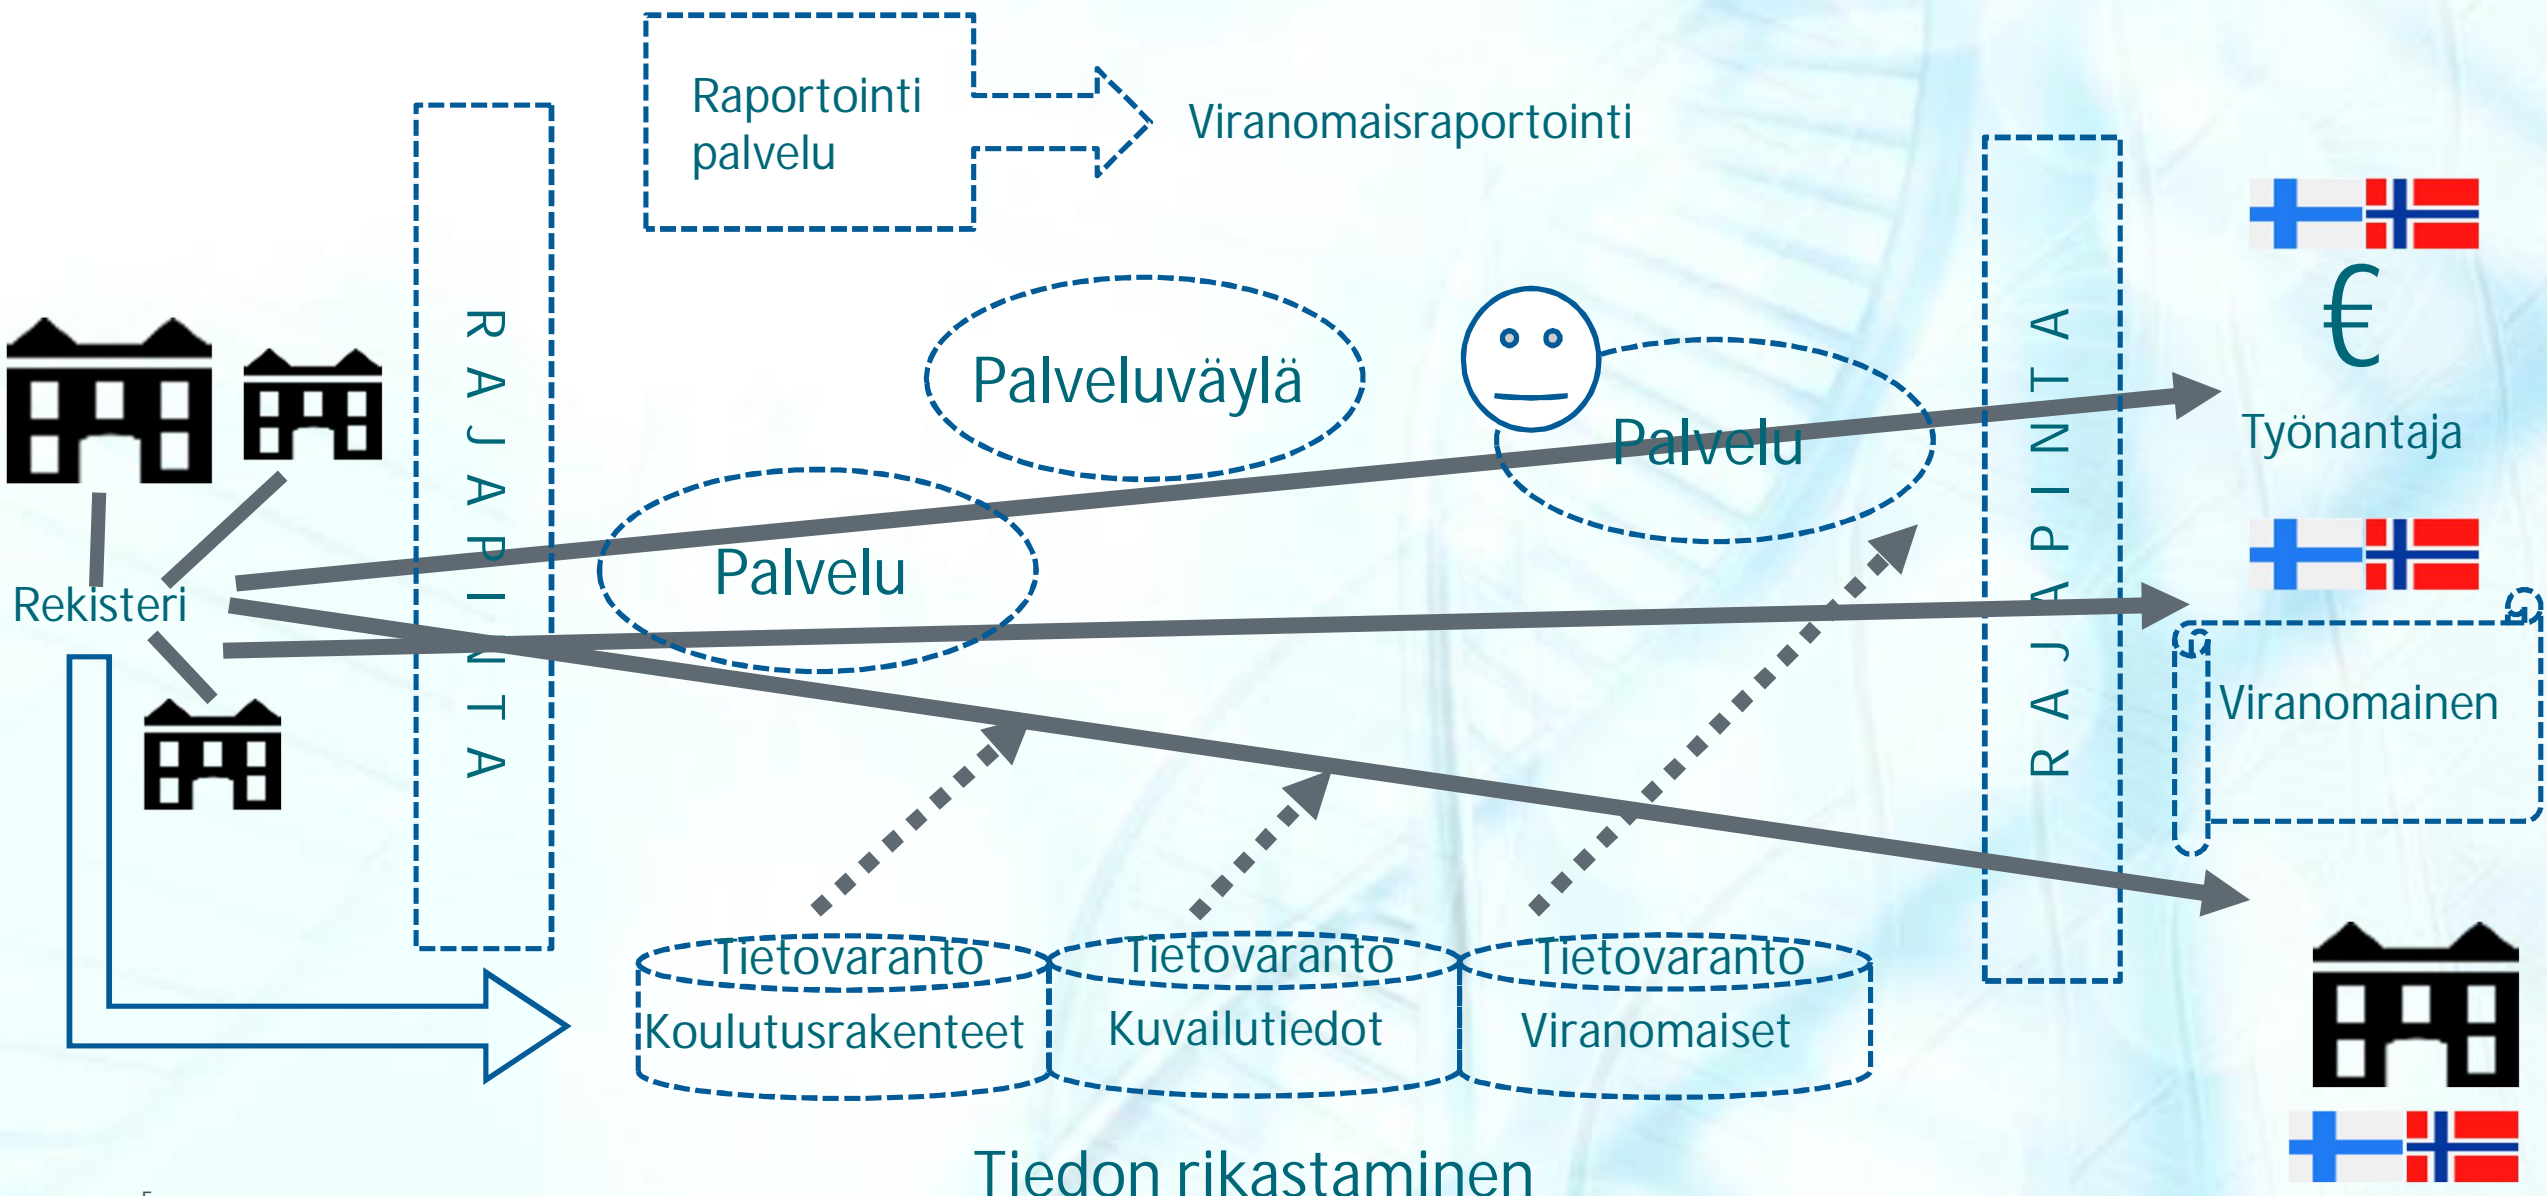 Raportointi
palvelu
Viranomaisraportointi
RAJAPINTA
Palveluväylä
Palvelu
Palvelu
RAJAPINTA
€
Työnantaja
Rekisteri
Viranomainen
Tietovaranto
Koulutusrakenteet
Tietovaranto
Kuvailutiedot
Tietovaranto
Viranomaiset
Tiedon rikastaminen